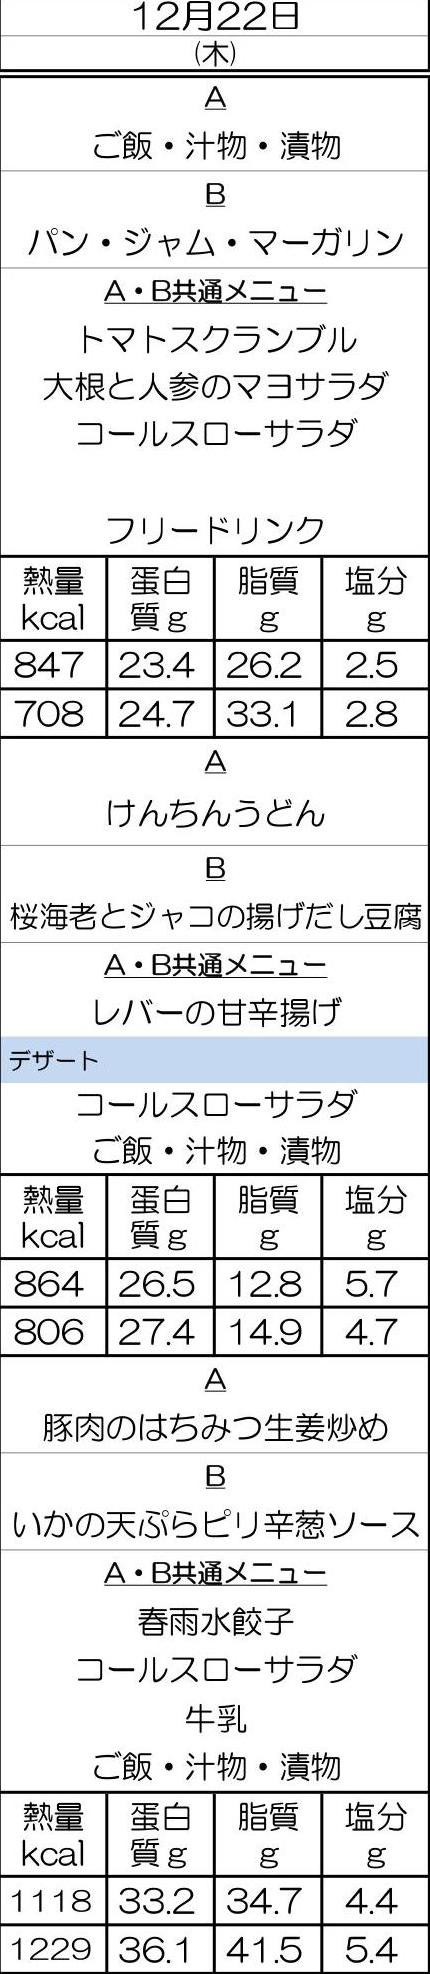 12月22日
(木)
A
ご飯・汁物・漬物
B
パン・ジャム・マーガリン
A・B共通メニュー
トマトスクランブル
大根と人参のマヨサラダ
コールスローサラダ
フリードリンク
熱量 蛋白 脂質 塩分
kcal 質g g g
847 23.4 26.2 2.5
708 24.7 33.1 2.8
A
けんちんうどん
B
桜海老とジャコの揚げだし豆腐
A・B共通メニュー
レバーの甘辛揚げ
デザート
コールスローサラダ
ご飯・汁物・漬物
熱量 蛋白 脂質 塩分
kcal 質g g g
864 26.5 12.8 5.7
806 27.4 14.9 4.7
A
豚肉のはちみつ生姜炒め
B
いかの天ぷらピリ辛葱ソース
A・B共通メニュー
春雨水餃子
コールスローサラダ
牛乳
ご飯・汁物・漬物
熱量 蛋白 脂質 塩分
kcal 質g g g
1118 33.2 34.7 4.4
1229 36.1 41.5 5.4